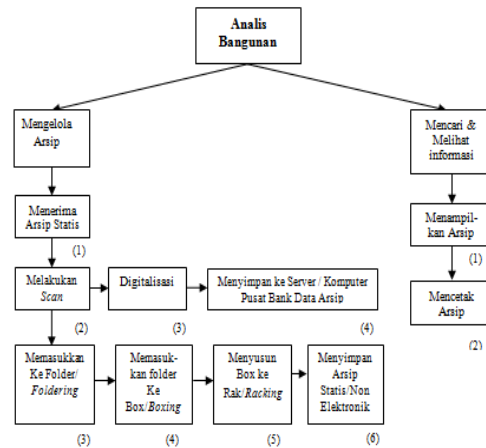 Analis
Bangunan
Mengelola
Arsip
Mencari &
Melihat
informasi
Menerima
Arsip Statis
(1)
Menampil-
kan Arsip
(1)
Melakukan
Scan
(2)
Digitalisasi
(3)
Menyimpan ke Server / Komputer
Pusat Bank Data Arsip
(4)
Mencetak
Arsip
(2)
Memasukkan
Ke Folder/
Foldering
(3)
Memasuk-
kan folder
Ke
Box/Boxing
(4)
Menyusun
Box ke
Rak/Racking
(5)
Menyimpan
Arsip
Statis/Non
Elektronik
(6)